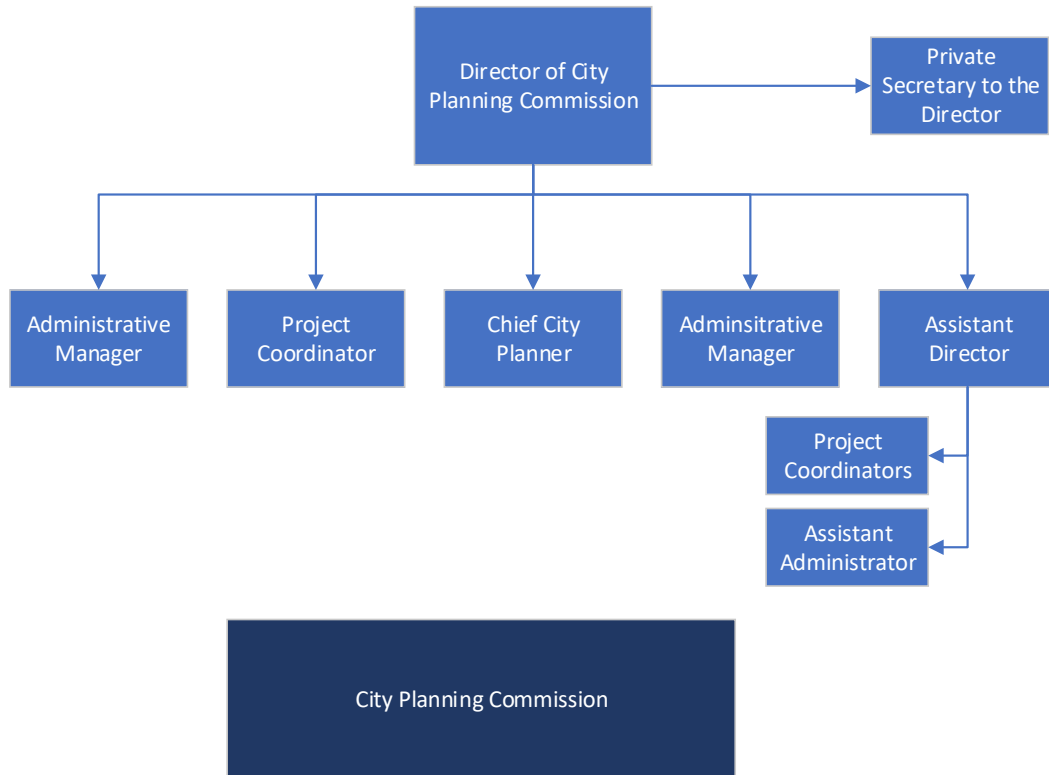 Director of City
Planning Commission
Private
Secretary to the
Director
Administrative
Manager
Project
Coordinator
Chief City
Planner
Adminsitrative
Manager
Assistant
Director
Project
Coordinators
Assistant
Administrator
City Planning Commission